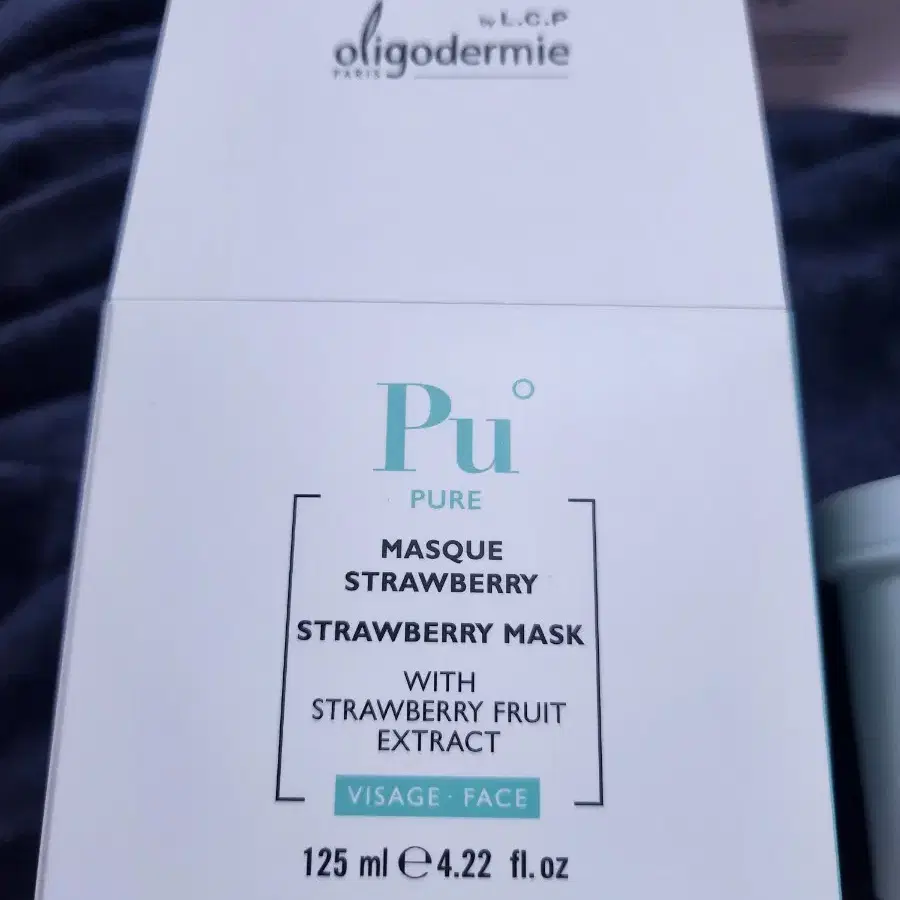 by L.C.P
oligodermie
PARIS
Pu°
PURE
MASQUE
STRAWBERRY
STRAWBERRY MASK
WITH
STRAWBERRY FRUIT
EXTRACT
VISAGE · FACE
125 ml ℮ 4.22 fl. oz